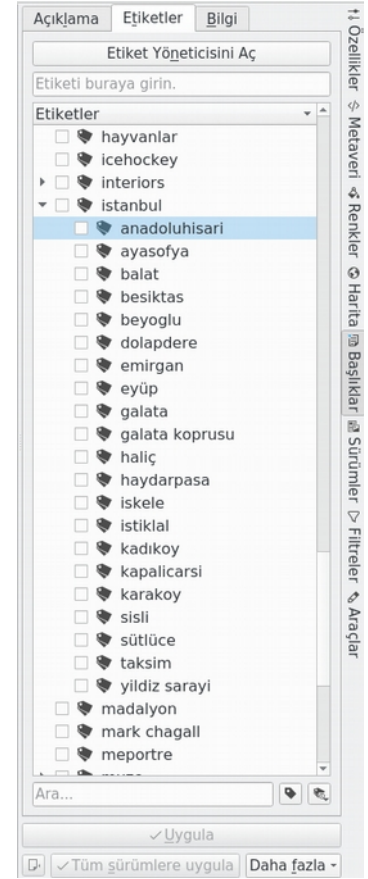 Açıklama Etiketler Bilgi
Etiket Yöneticisini Aç
Etiketi buraya girin.
Etiketler
hayvanlar
icehockey
interiors
istanbul
anadoluhisari
ayasofya
balat
besiktas
beyoglu
dolapdere
emirgan
eyüp
galata
galata koprusu
haliç
haydarpasa
iskele
istiklal
kadıkoy
kapalicarsi
karakoy
sisli
sütlüce
taksim
yildiz sarayi
madalyon
mark chagall
meportre
Ara...
Uygula
Tüm sürümlere uygula Daha fazla
Özellikler
Metaveri
Renkler
Harita
Başlıklar
Sürümler
Filtreler
Araçlar